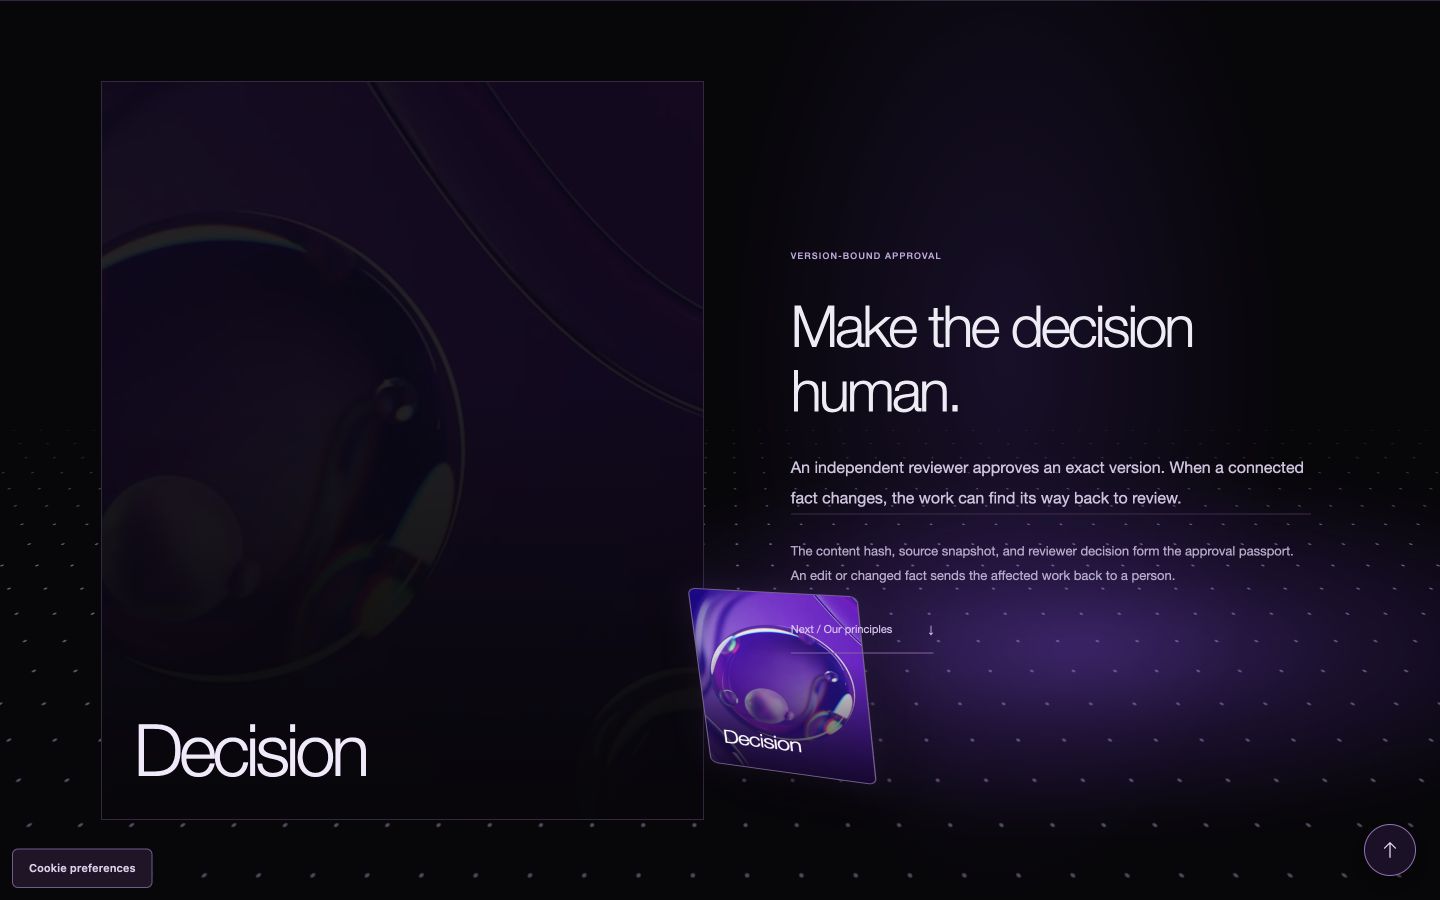 VERSION-BOUND APPROVAL
Make the decision
human.
An independent reviewer approves an exact version. When a connected
fact changes, the work can find its way back to review.
The content hash, source snapshot, and reviewer decision form the approval passport.
An edit or changed fact sends the affected work back to a person.
Next / Our principles ↓
Decision
Decision
Cookie preferences